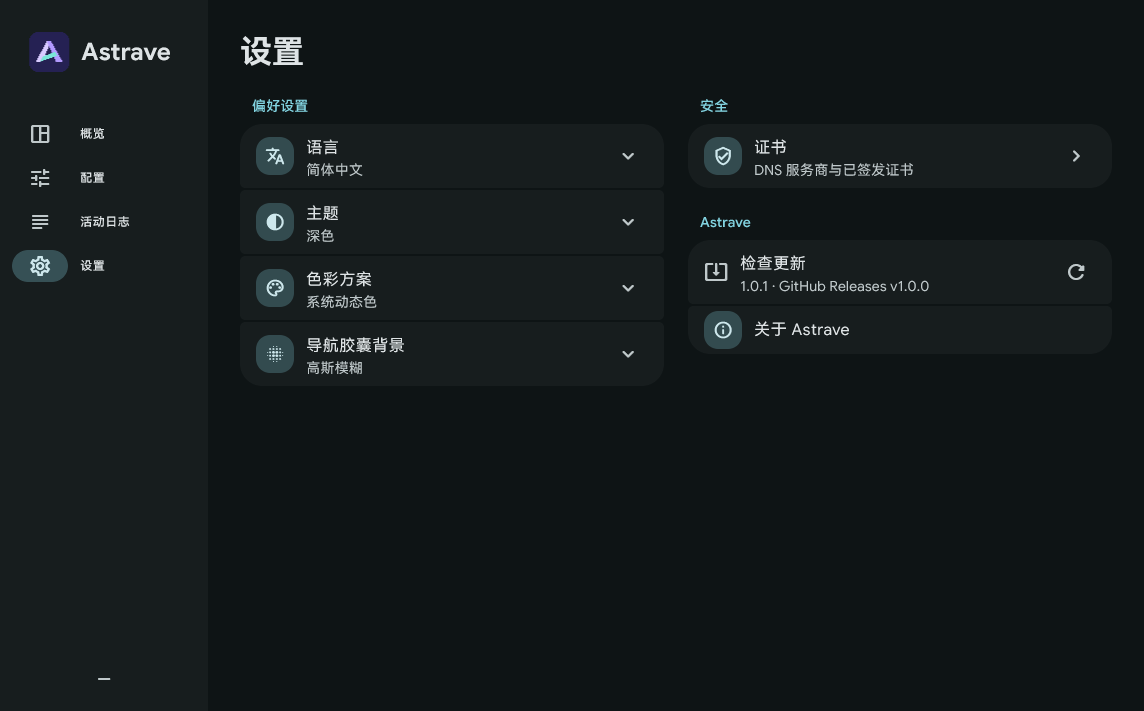 Astrave
概览
配置
活动日志
设置
设置
偏好设置
语言
简体中文
主题
深色
色彩方案
系统动态色
导航胶囊背景
高斯模糊
安全
证书
DNS 服务商与已签发证书
Astrave
检查更新
1.0.1 · GitHub Releases v1.0.0
关于 Astrave